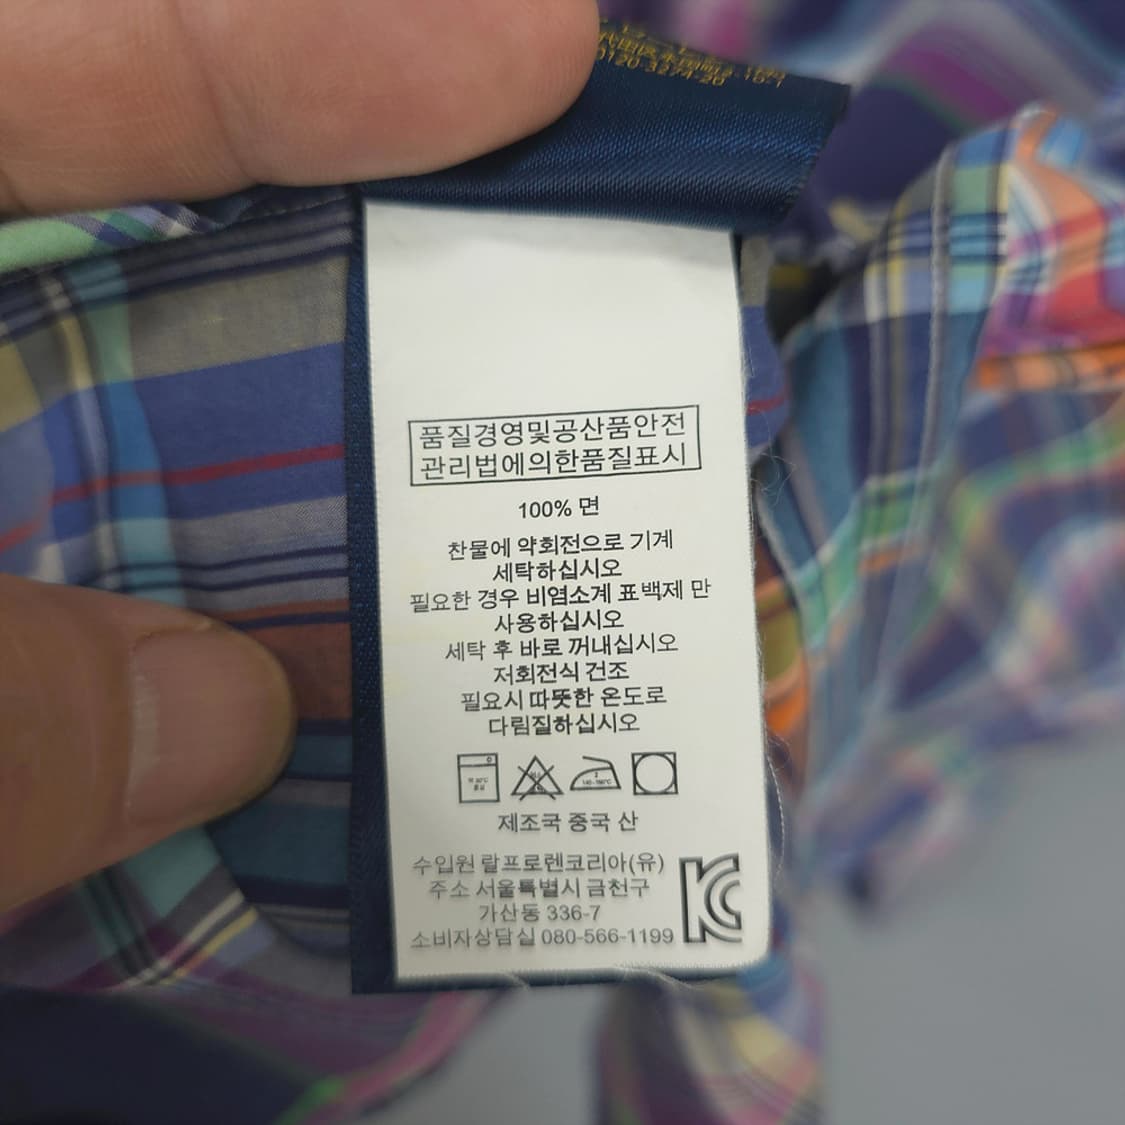 0120-3274-20
품질경영및공산품안전
관리법에의한품질표시
100% 면
찬물에 약회전으로 기계
세탁하십시오
필요한 경우 비염소계 표백제 만
사용하십시오
세탁 후 바로 꺼내십시오
저회전식 건조
필요시 따뜻한 온도로
다림질하십시오
제조국 중국 산
수입원 랄프로렌코리아(유)
주소 서울특별시 금천구
가산동 336-7
소비자상담실 080-566-1199